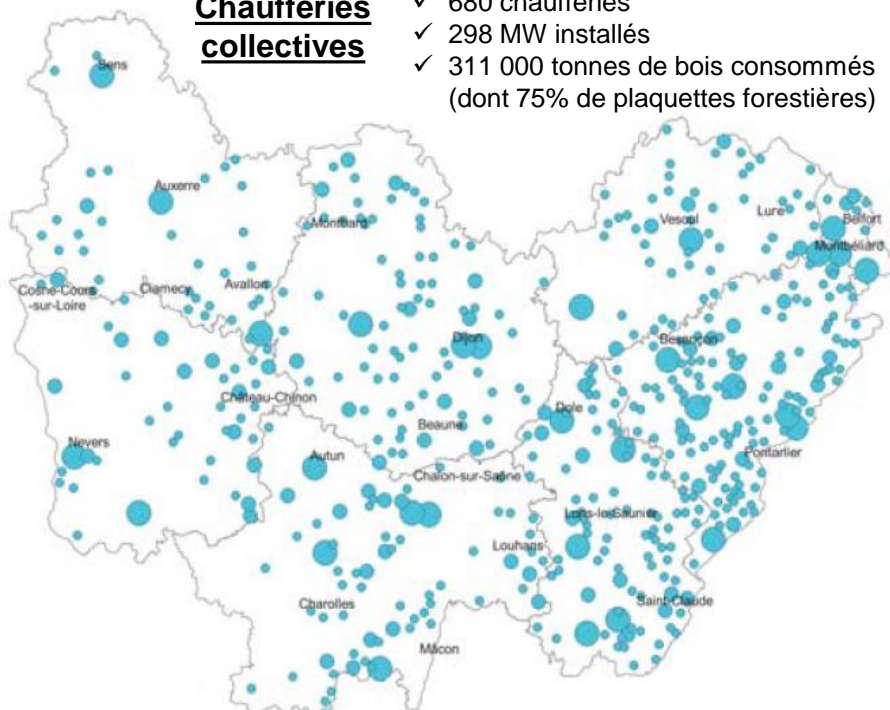 Chaufferies
collectives
✓ 680 chaufferies
✓ 298 MW installés
✓ 311 000 tonnes de bois consommés
(dont 75% de plaquettes forestières)
Sens
Auxerre
Montbard
Vesoul
Lure
Belfort
Montbéliard
Cosne-Cours
-sur-Loire
Clamecy
Avallon
Dijon
Besançon
Château-Chinon
Beaune
Dole
Nevers
Autun
Chalon-sur-Saône
Pontarlier
Lons-le-Saunier
Louhans
Charolles
Saint-Claude
Mâcon